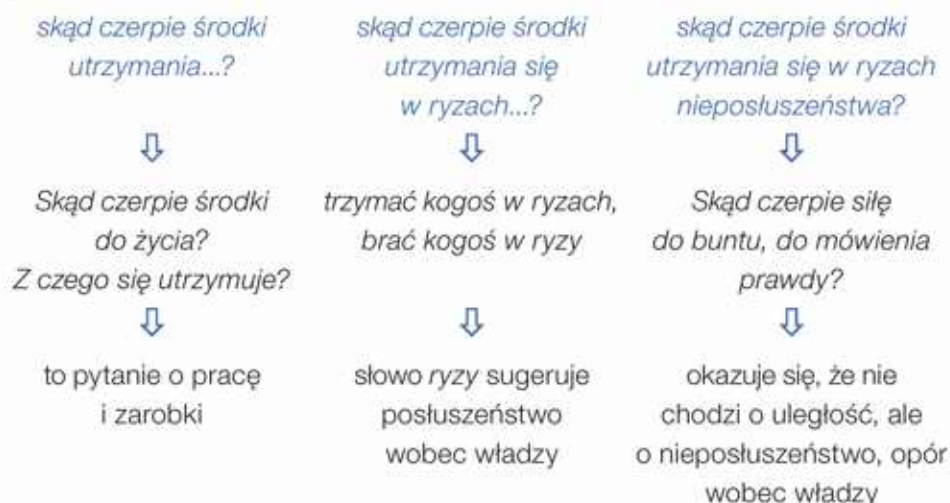 skąd czerpie środki
utrzymania...?
Skąd czerpie środki
do życia?
Z czego się utrzymuje?
to pytanie o pracę
i zarobki
skąd czerpie środki
utrzymania się
w ryzach...?
trzymać kogoś w ryzach,
brać kogoś w ryzy
słowo ryzy sugeruje
posłuszeństwo
wobec władzy
skąd czerpie środki
utrzymania się w ryzach
nieposłuszeństwa?
Skąd czerpie siłę
do buntu, do mówienia
prawdy?
okazuje się, że nie
chodzi o uległość, ale
o nieposłuszeństwo, opór
wobec władzy